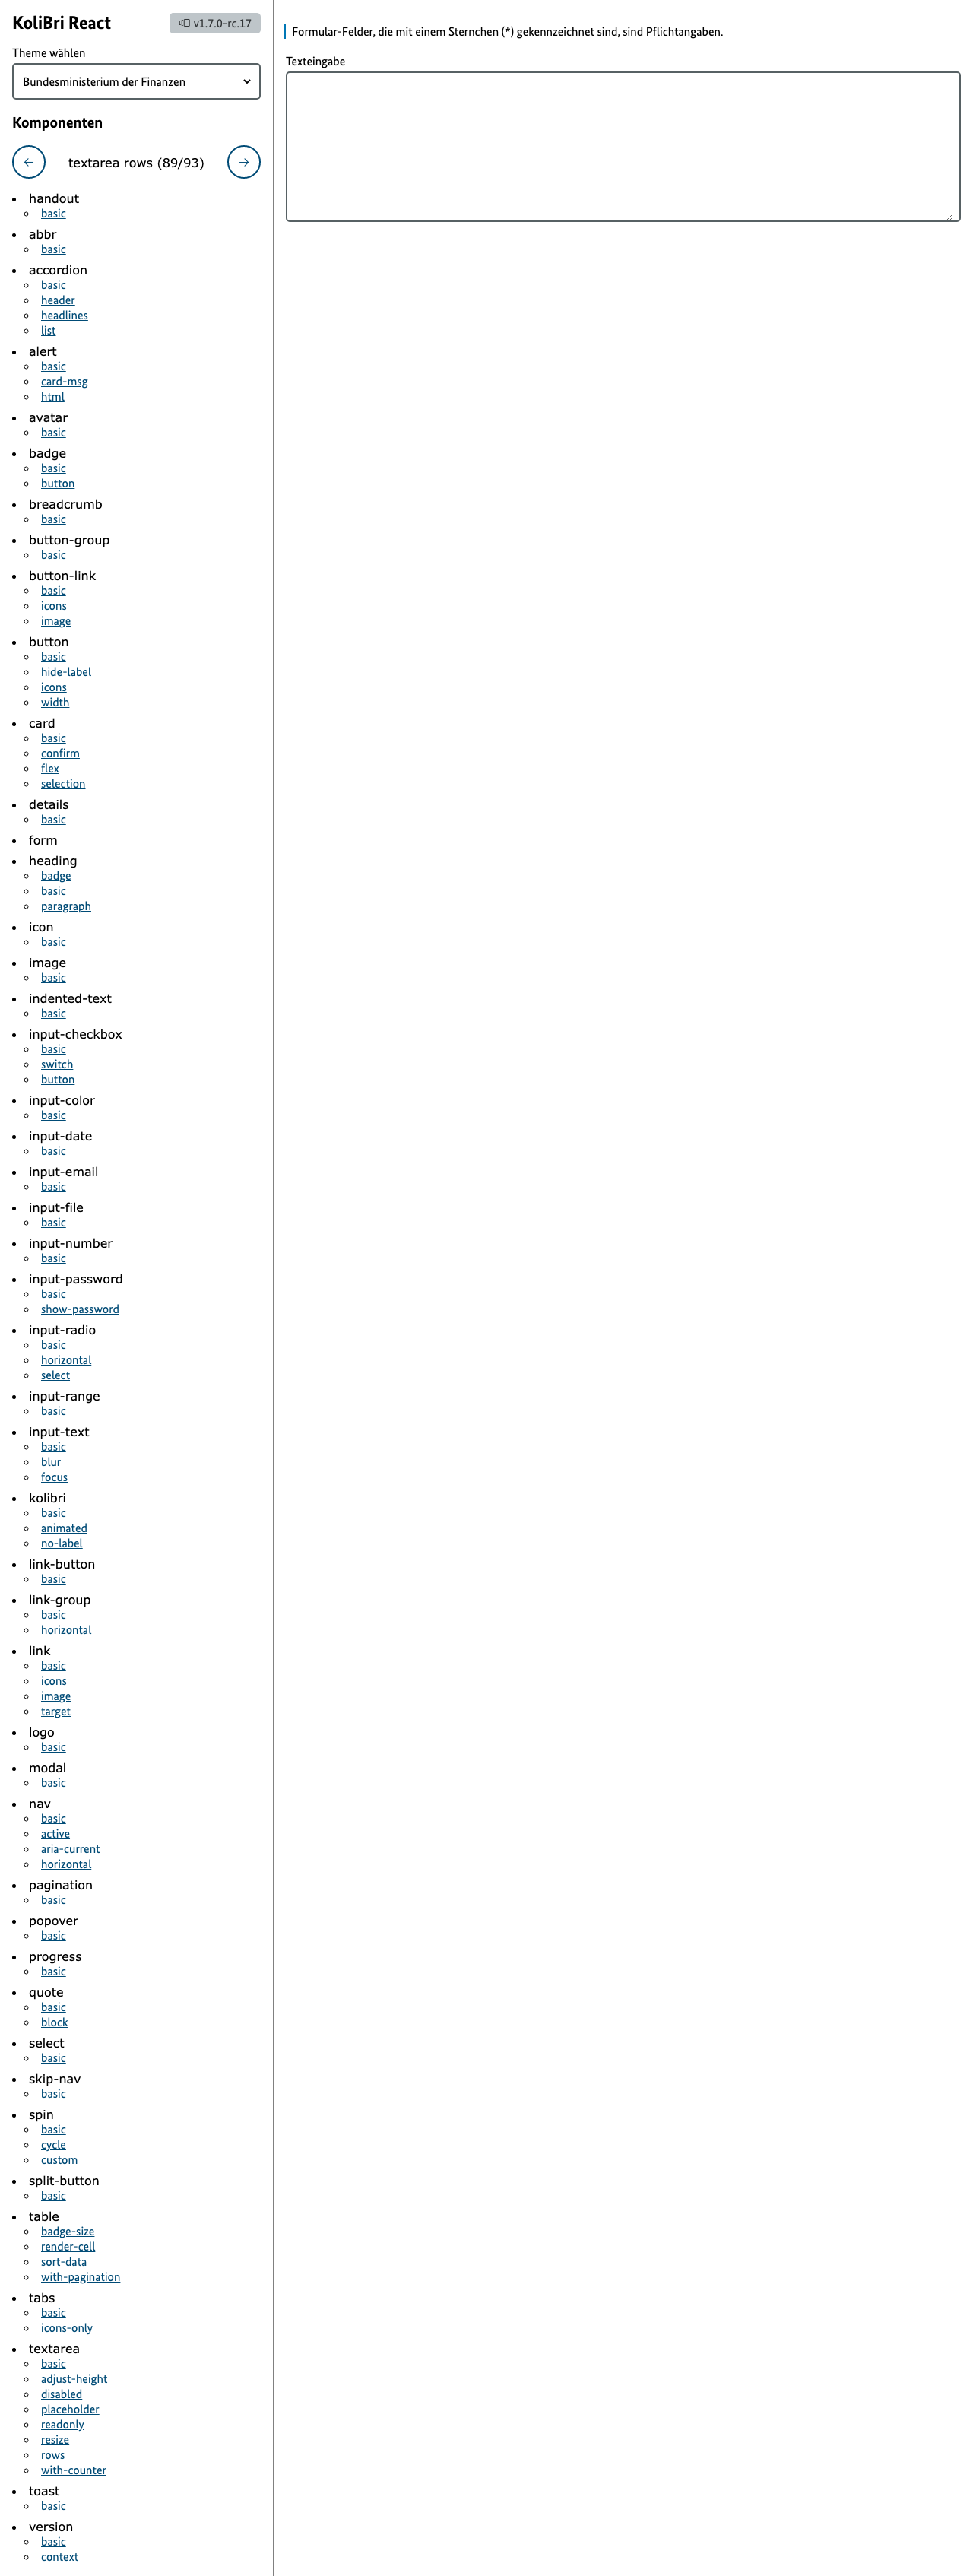 KoliBri React
v1.7.0-rc.17
Theme wählen
Bundesministerium der Finanzen
Komponenten
textarea rows (89/93)
handout
basic
abbr
basic
accordion
basic
header
headlines
list
alert
basic
card-msg
html
avatar
basic
badge
basic
button
breadcrumb
basic
button-group
basic
button-link
basic
icons
image
button
basic
hide-label
icons
width
card
basic
confirm
flex
selection
details
basic
form
heading
badge
basic
paragraph
icon
basic
image
basic
indented-text
basic
input-checkbox
basic
switch
button
input-color
basic
input-date
basic
input-email
basic
input-file
basic
input-number
basic
input-password
basic
show-password
input-radio
basic
horizontal
select
input-range
basic
input-text
basic
blur
focus
kolibri
basic
animated
no-label
link-button
basic
link-group
basic
horizontal
link
basic
icons
image
target
logo
basic
modal
basic
nav
basic
active
aria-current
horizontal
pagination
basic
popover
basic
progress
basic
quote
basic
block
select
basic
skip-nav
basic
spin
basic
cycle
custom
split-button
basic
table
badge-size
render-cell
sort-data
with-pagination
tabs
basic
icons-only
textarea
basic
adjust-height
disabled
placeholder
readonly
resize
rows
with-counter
toast
basic
version
basic
context
Formular-Felder, die mit einem Sternchen (*) gekennzeichnet sind, sind Pflichtangaben.
Texteingabe